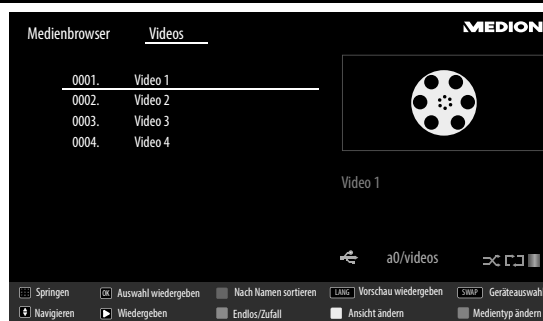 Medienbrowser Videos MEDION
0001. Video 1
0002. Video 2
0003. Video 3
0004. Video 4
Video 1
a0/videos
Springen OK Auswahl wiedergeben Nach Namen sortieren LANG Vorschau wiedergeben SWAP Geräteauswah
Navigieren Wiedergeben Endlos/Zufall Ansicht ändern Medientyp ändern